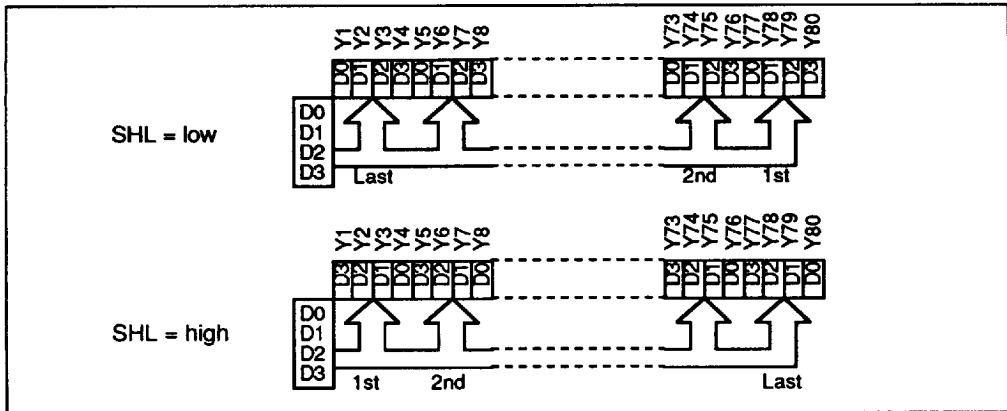 Y1 Y2 Y3 Y4 Y5 Y6 Y7 Y8 Y73 Y74 Y75 Y76 Y77 Y78 Y79 Y80
D0 D1 D2 D3 D0 D1 D2 D3 D0 D1 D2 D3 D0 D1 D2 D3
SHL = low
D0
D1
D2
D3
Last 2nd 1st
Y1 Y2 Y3 Y4 Y5 Y6 Y7 Y8 Y73 Y74 Y75 Y76 Y77 Y78 Y79 Y80
D3 D2 D1 D0 D3 D2 D1 D0 D3 D2 D1 D0 D3 D2 D1 D0
SHL = high
D0
D1
D2
D3
1st 2nd Last